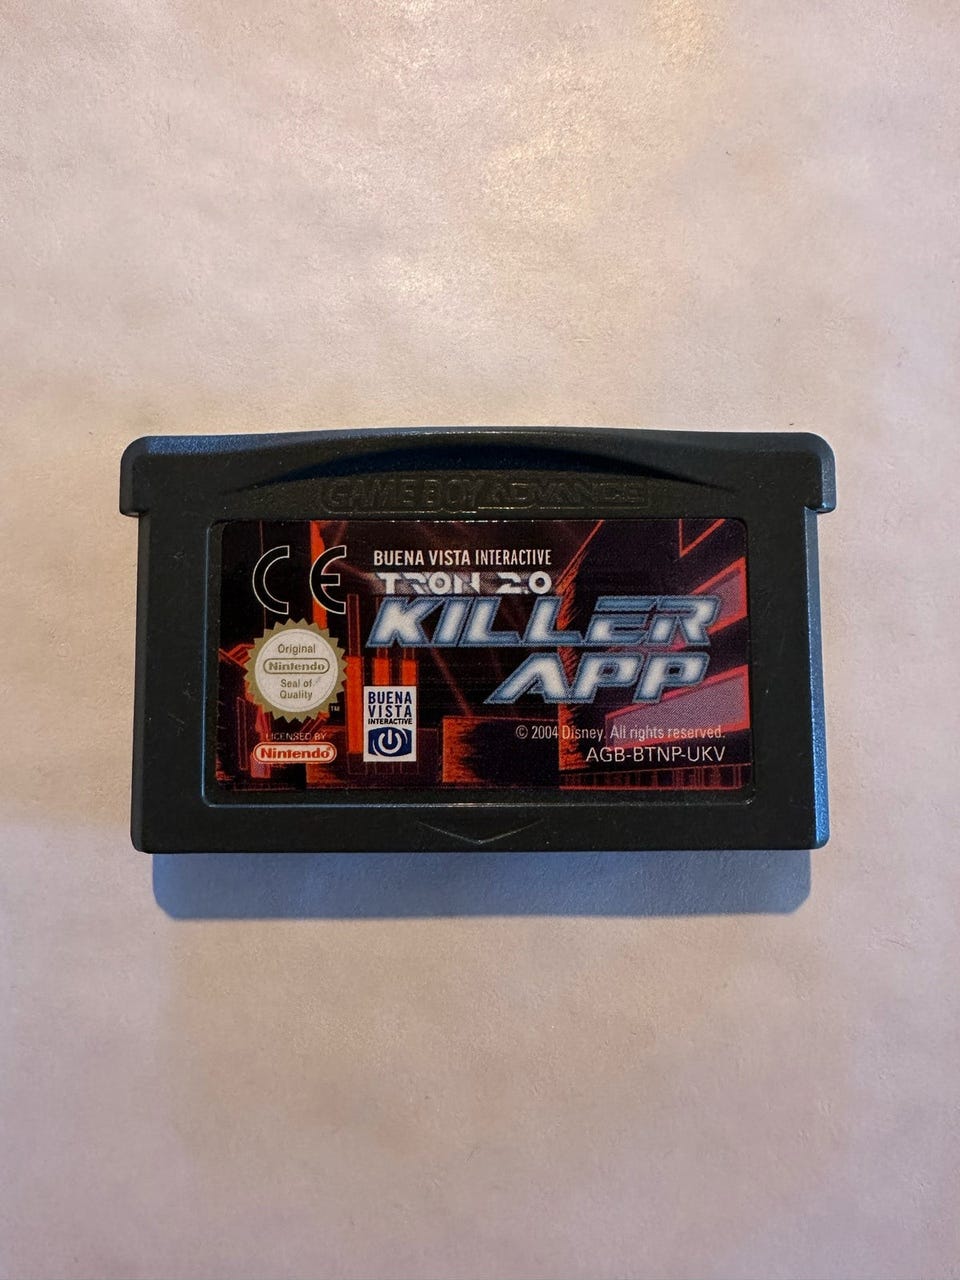 GAME BOY ADVANCE
CE
BUENA VISTA INTERACTIVE
TRON 2.0
KILLER
APP
Original
Nintendo
Seal of
Quality
TM
LICENSED BY
Nintendo®
BUENA
VISTA
INTERACTIVE
© 2004 Disney. All rights reserved.
AGB-BTNP-UKV